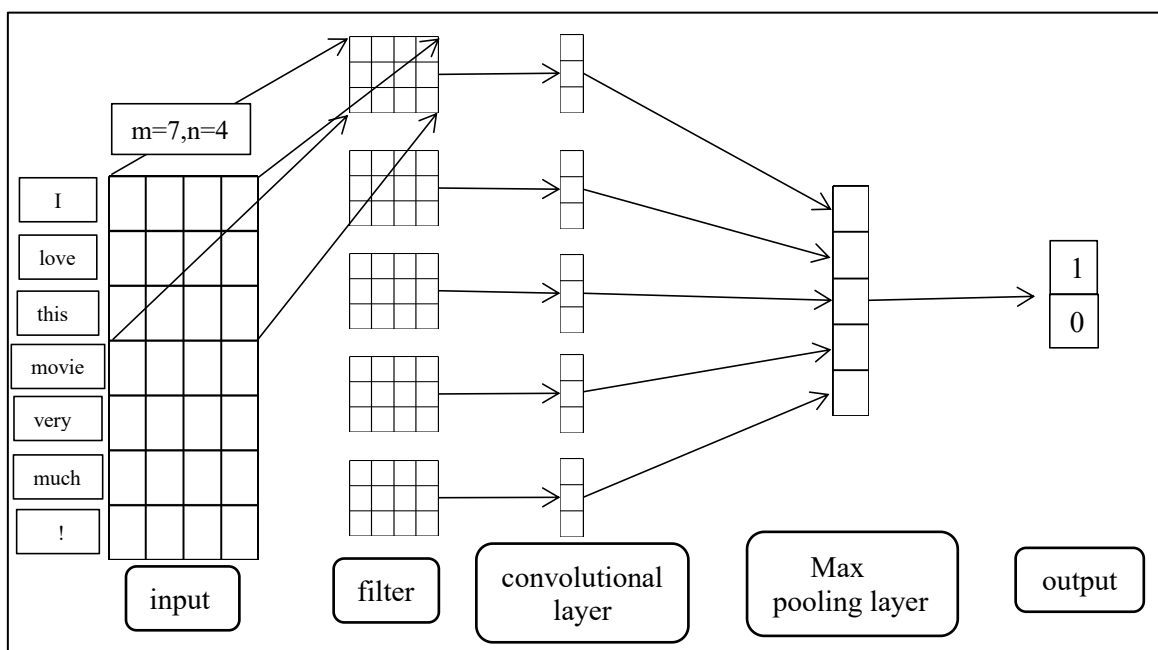 m=7,n=4
I
love
this
movie
very
much
!
1
0
input
filter
convolutional
layer
Max
pooling layer
output